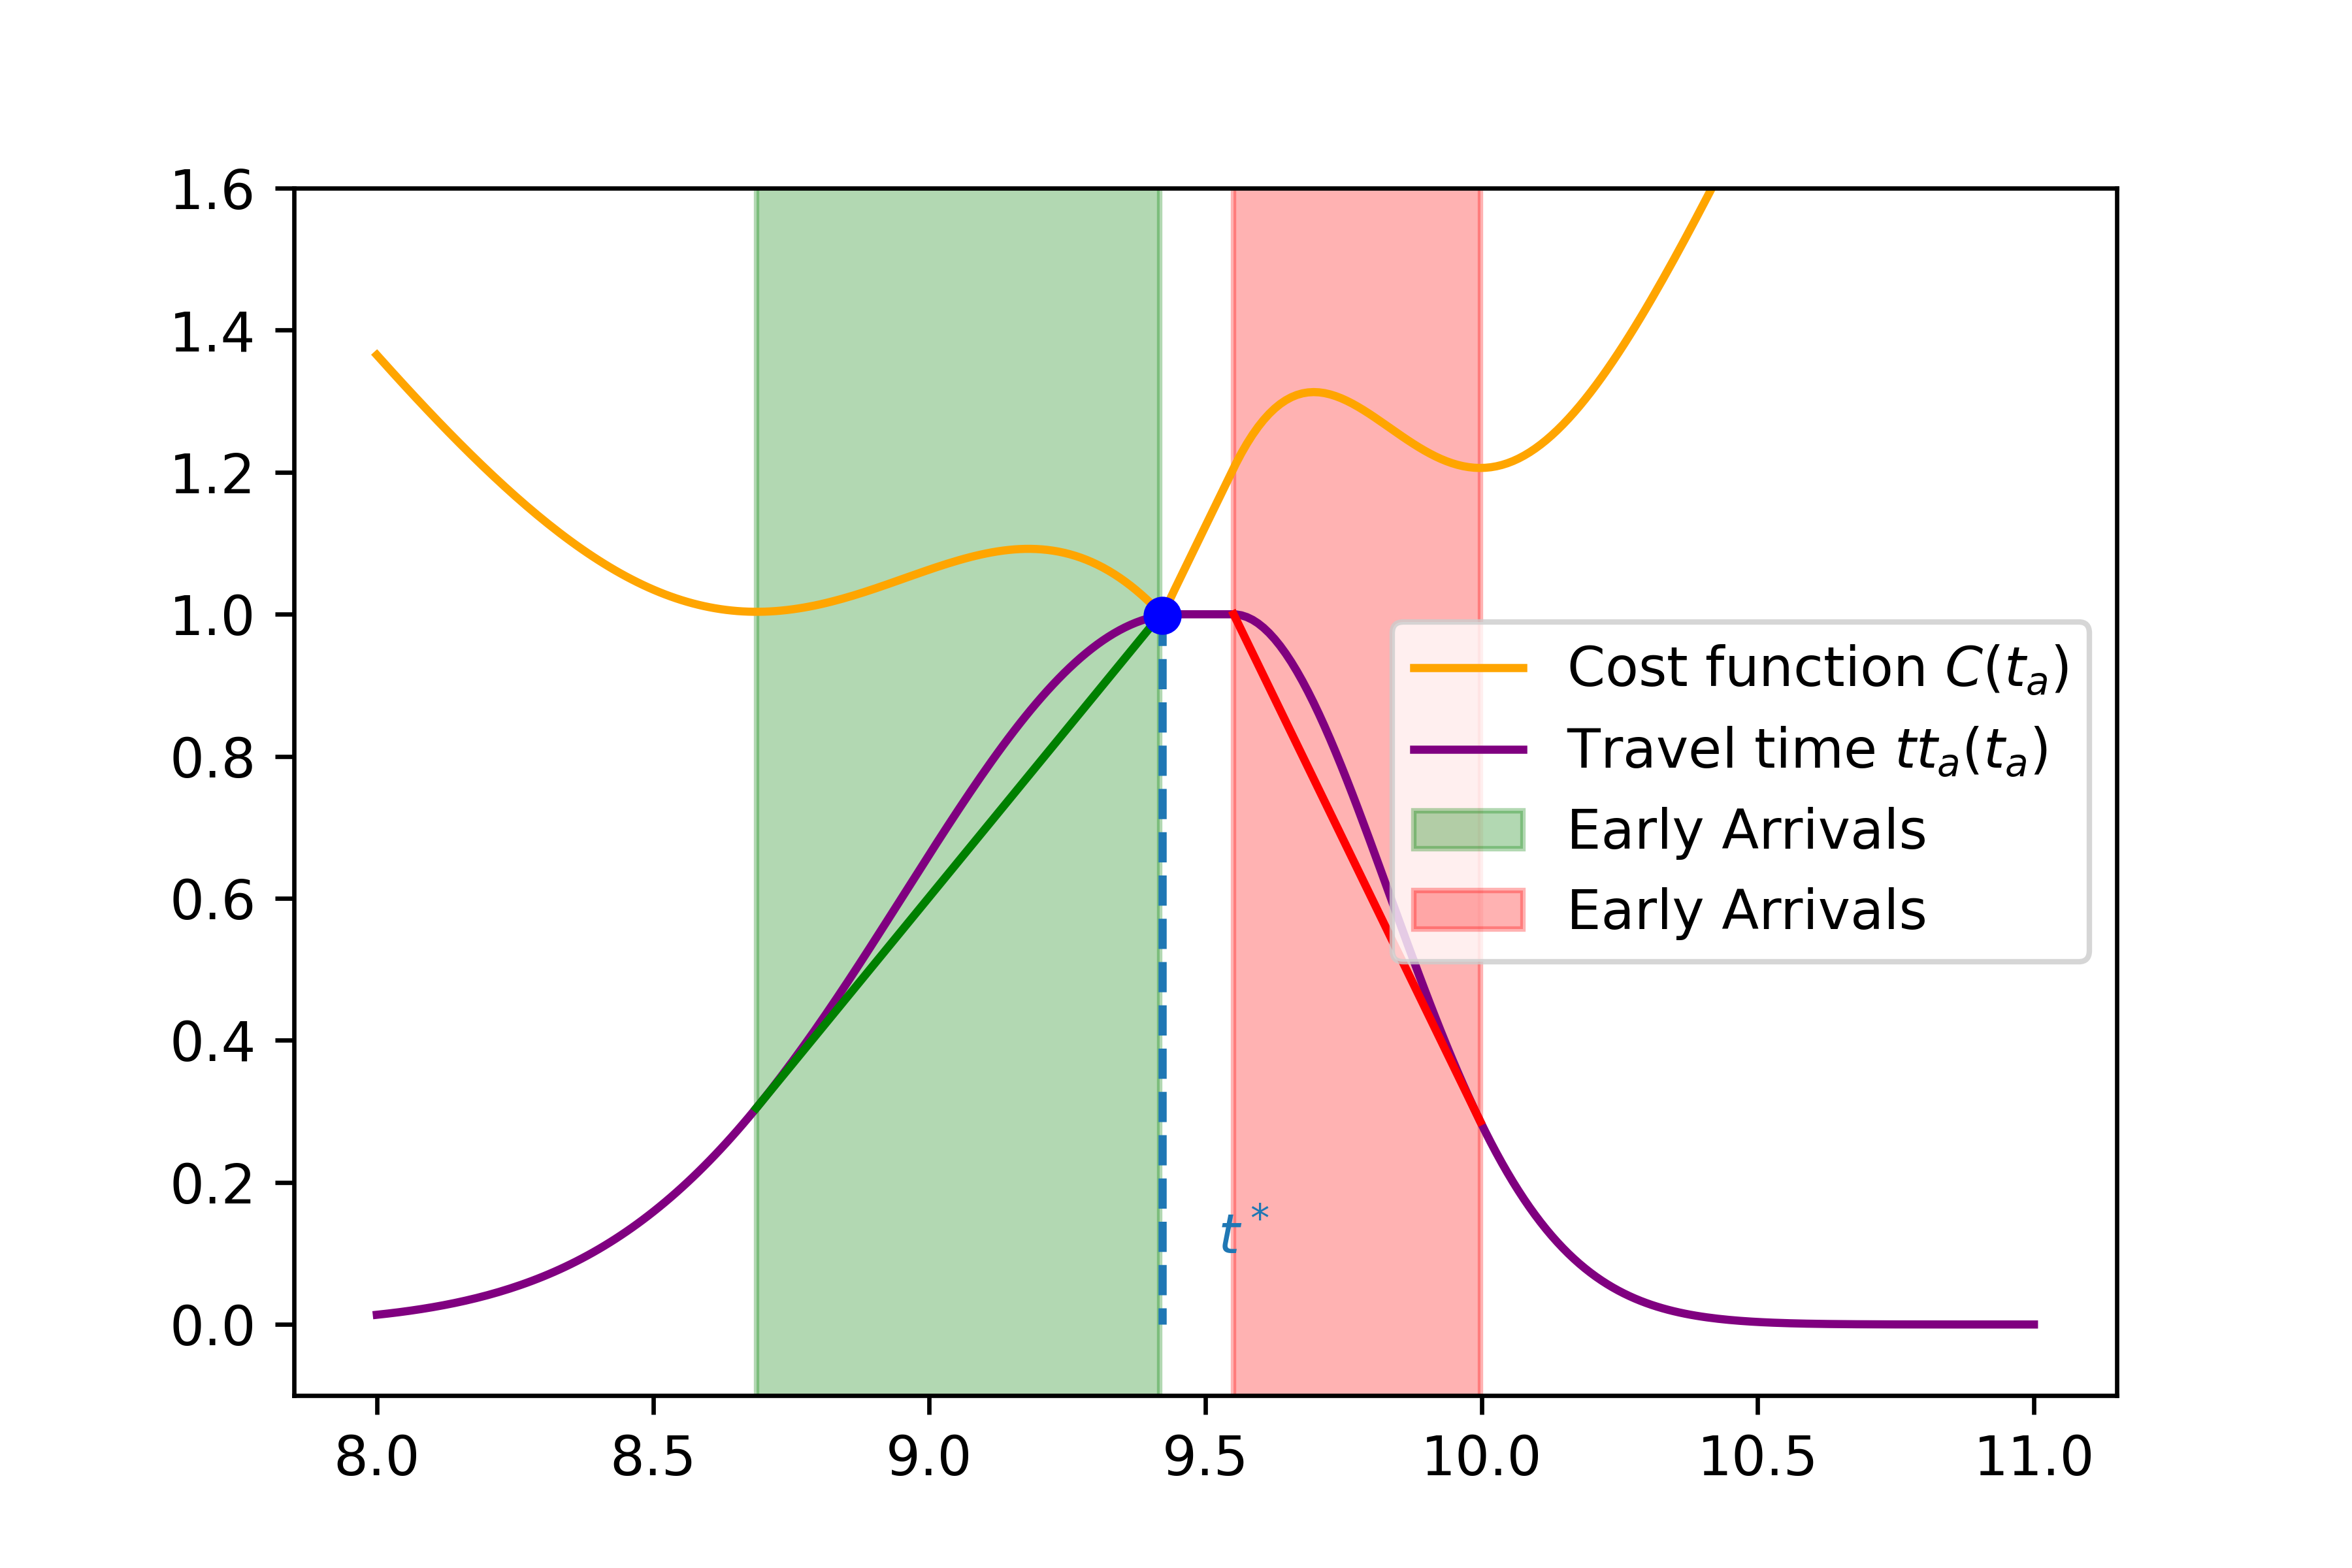 1.6
1.4
1.2
1.0
0.8
0.6
0.4
0.2
0.0
Cost function C(tₐ)
Travel time ttₐ(tₐ)
Early Arrivals
Early Arrivals
t*
8.0 8.5 9.0 9.5 10.0 10.5 11.0